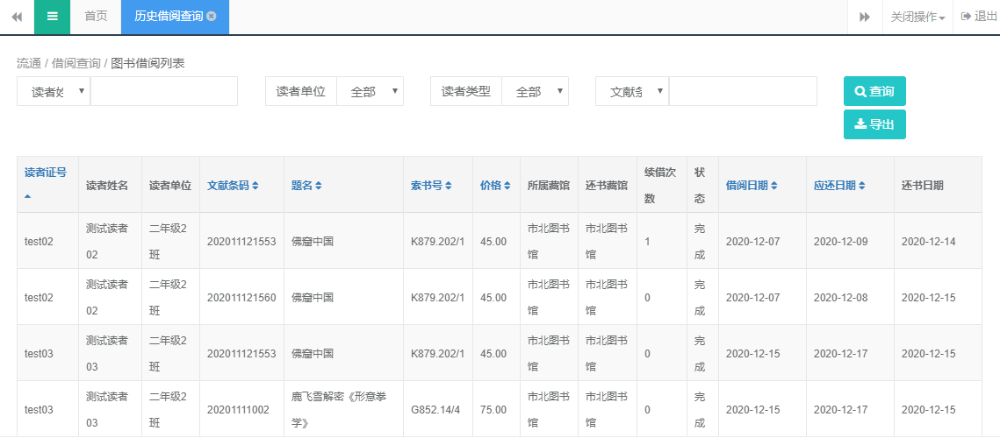 首页 历史借阅查询 关闭操作 退出
流通 / 借阅查询 / 图书借阅列表
读者姓 读者单位 全部 读者类型 全部 文献条 查询
导出
读者证号 读者姓名 读者单位 文献条码 题名 索书号 价格 所属藏馆 还书藏馆 续借次数 状态 借阅日期 应还日期 还书日期
test02 测试读者02 二年级2班 202011121553 佛窟中国 K879.202/1 45.00 市北图书馆 市北图书馆 1 完成 2020-12-07 2020-12-09 2020-12-14
test02 测试读者02 二年级2班 202011121560 佛窟中国 K879.202/1 45.00 市北图书馆 市北图书馆 0 完成 2020-12-07 2020-12-08 2020-12-15
test03 测试读者03 二年级2班 202011121553 佛窟中国 K879.202/1 45.00 市北图书馆 市北图书馆 0 完成 2020-12-15 2020-12-17 2020-12-15
test03 测试读者03 二年级2班 20201111002 鹿飞雪解密《形意拳学》 G852.14/4 75.00 市北图书馆 市北图书馆 0 完成 2020-12-15 2020-12-17 2020-12-15